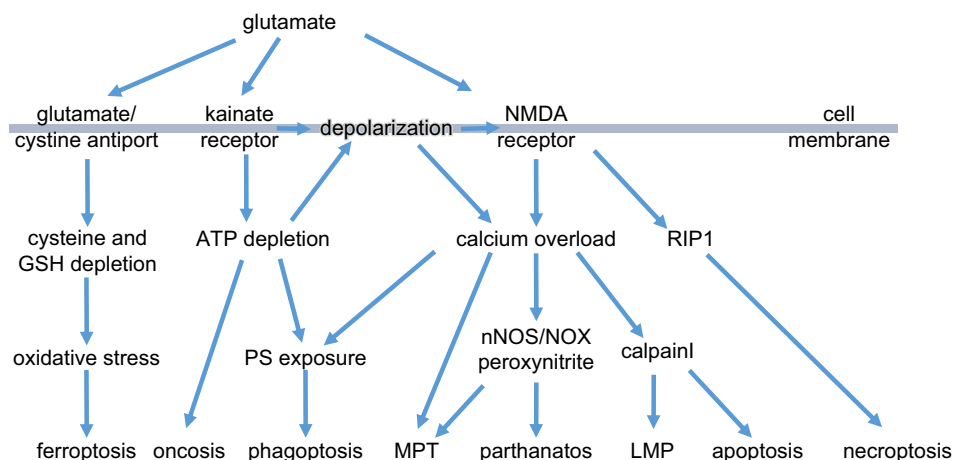 glutamate
glutamate/
cystine antiport
kainate
receptor
depolarization
NMDA
receptor
cell
membrane
cysteine and
GSH depletion
ATP depletion
calcium overload
RIP1
oxidative stress
PS exposure
nNOS/NOX
peroxynitrite
calpainI
ferroptosis
oncosis
phagoptosis
MPT
parthanatos
LMP
apoptosis
necroptosis